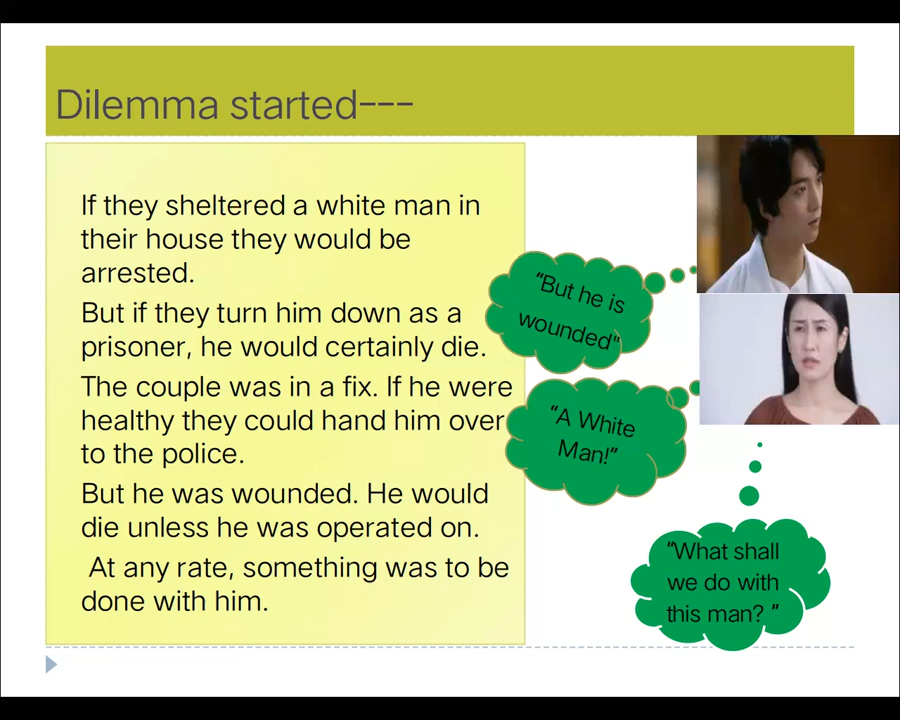 Dilemma started---
If they sheltered a white man in
their house they would be
arrested.
But if they turn him down as a
prisoner, he would certainly die.
The couple was in a fix. If he were
healthy they could hand him over
to the police.
But he was wounded. He would
die unless he was operated on.
At any rate, something was to be
done with him.
“But he is
wounded”
“A White
Man!”
“What shall
we do with
this man? ”